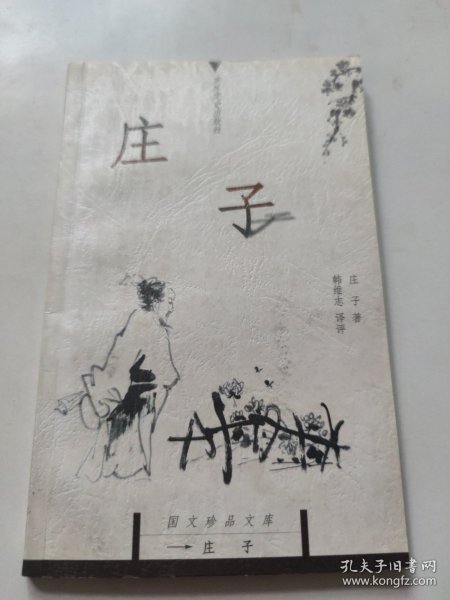 庄
子
庄 子 著
韩维志 译评
国文珍品文库
庄 子
孔夫子旧书网
www.kongfz.com